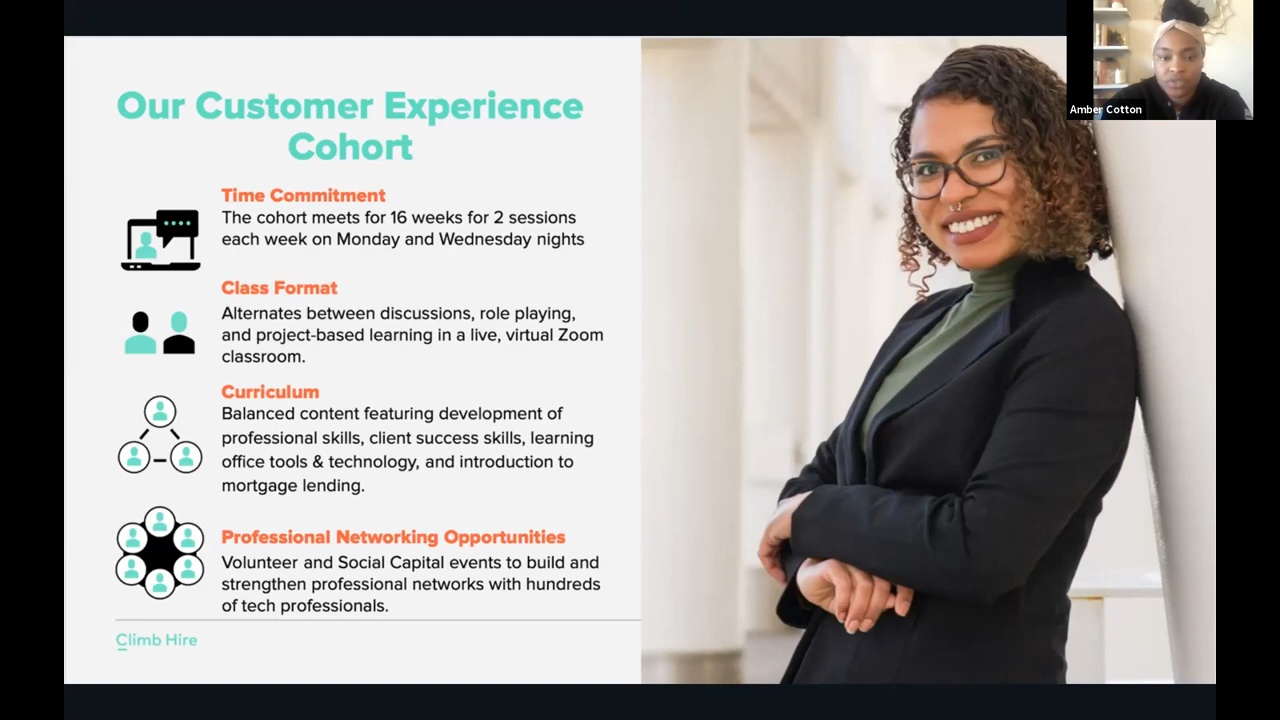 Our Customer Experience
Cohort
Time Commitment
The cohort meets for 16 weeks for 2 sessions
each week on Monday and Wednesday nights
Class Format
Alternates between discussions, role playing,
and project-based learning in a live, virtual Zoom
classroom.
Curriculum
Balanced content featuring development of
professional skills, client success skills, learning
office tools & technology, and introduction to
mortgage lending.
Professional Networking Opportunities
Volunteer and Social Capital events to build and
strengthen professional networks with hundreds
of tech professionals.
Climb Hire
Amber Cotton